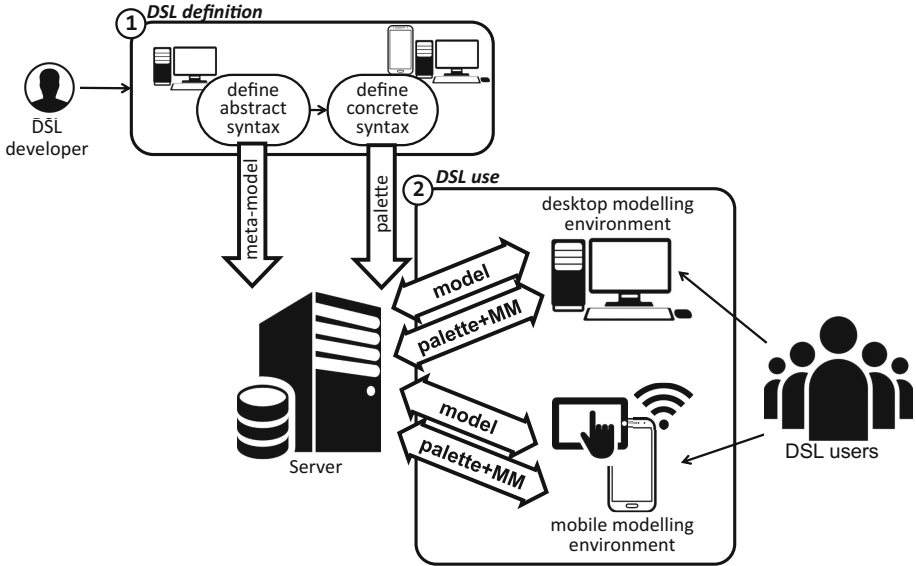 1
DSL definition
define
abstract
syntax
define
concrete
syntax
DSL
developer
meta-model
palette
2
DSL use
desktop modelling
environment
model
palette+MM
model
palette+MM
Server
mobile modelling
environment
DSL users